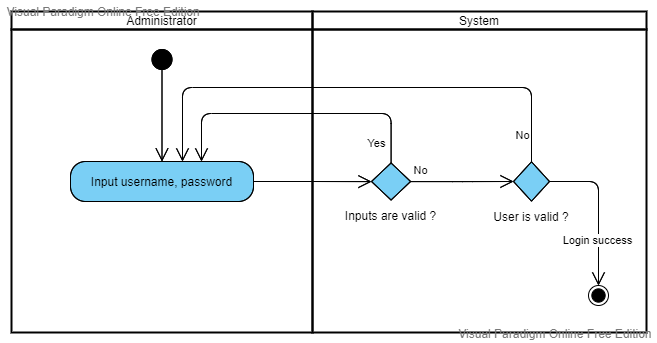 Visual Paradigm Online Free Edition
Administrator
System
No
Yes
No
Input username, password
Inputs are valid ?
User is valid ?
Login success
Visual Paradigm Online Free Edition